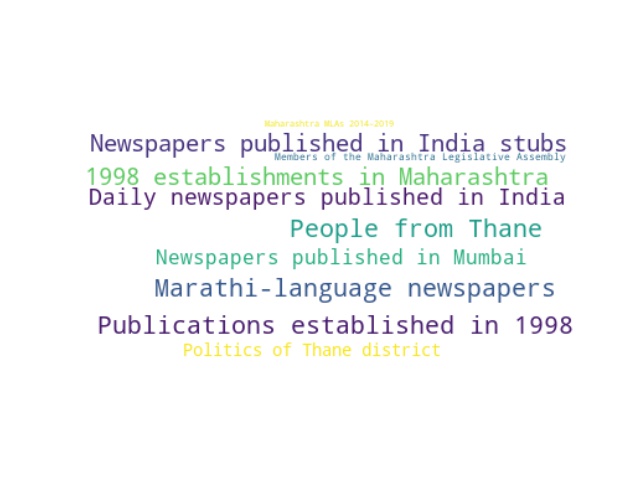 Maharashtra MLAs 2014–2019
Newspapers published in India stubs
Members of the Maharashtra Legislative Assembly
1998 establishments in Maharashtra
Daily newspapers published in India
People from Thane
Newspapers published in Mumbai
Marathi-language newspapers
Publications established in 1998
Politics of Thane district